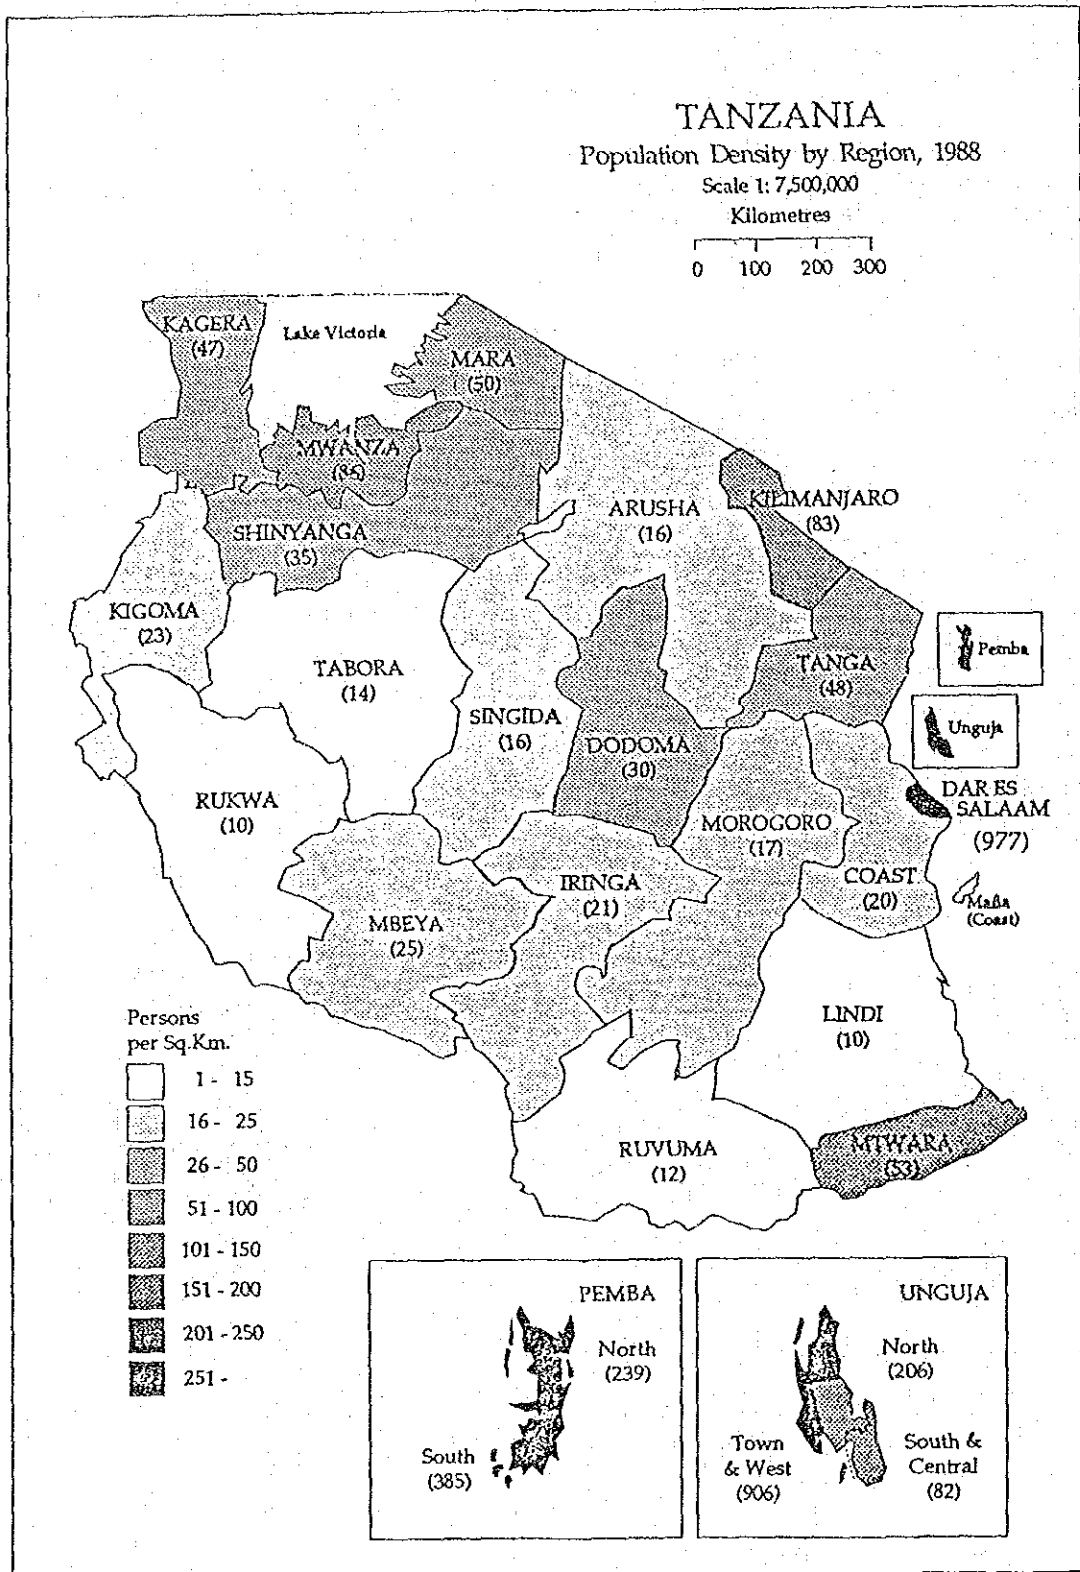 TANZANIA
Population Density by Region, 1988
Scale 1: 7,500,000
Kilometres
0 100 200 300
KAGERA
(47)
Lake Victoria
MARA
(50)
MWANZA
SHINYANGA
(35)
ARUSHA
(16)
KILIMANJARO
(83)
KIGOMA
(23)
TABORA
(14)
SINGIDA
(16)
DODOMA
(30)
TANGA
(48)
Pemba
Unguja
RUKWA
(10)
MOROGORO
(17)
DAR ES
SALAAM
(977)
COAST
(20)
Mafia
(Coast)
IRINGA
(21)
MBEYA
(25)
LINDI
(10)
RUVUMA
(12)
MTWARA
(53)
Persons
per Sq.Km.
1 - 15
16 - 25
26 - 50
51 - 100
101 - 150
151 - 200
201 - 250
251 -
PEMBA
North
(239)
South
(385)
UNGUJA
North
(206)
Town
& West
(906)
South &
Central
(82)